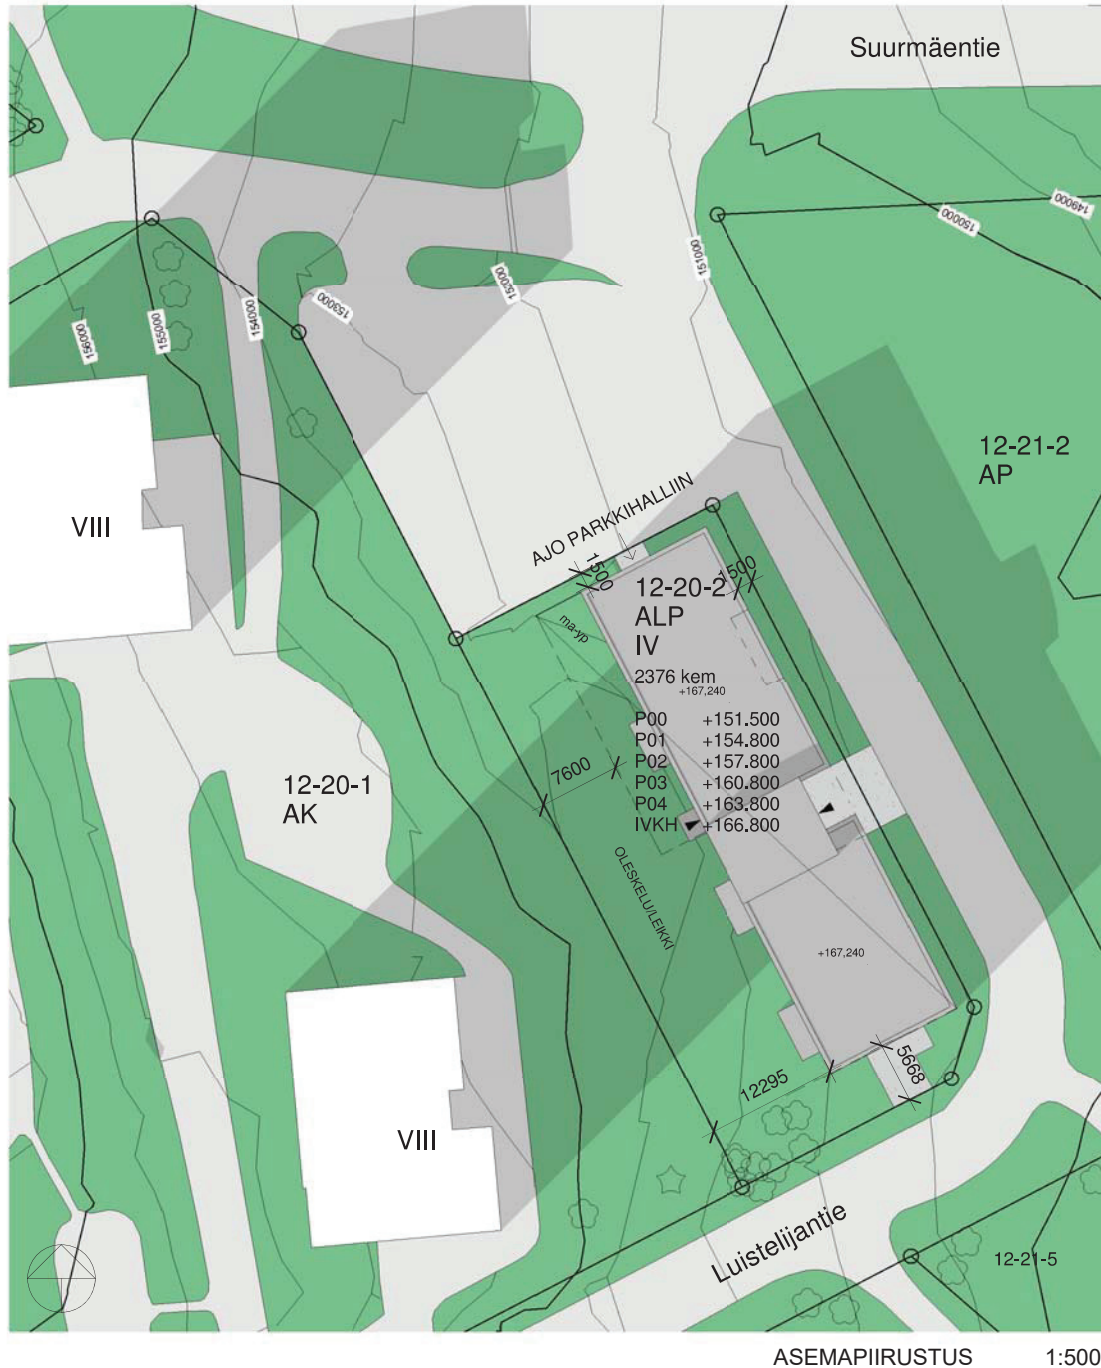 Suurmäentie
149000
150000
151000
152000
153000
154000
155000
156000
12-21-2
AP
VIII
AJO PARKKIHALLIIN
1500
1500
12-20-2
ALP
IV
ma-yp
2376 kem
+167,240
P00 +151.500
P01 +154.800
P02 +157.800
P03 +160.800
P04 +163.800
IVKH +166.800
7600
12-20-1
AK
OLESKELU/LEIKKI
+167,240
5668
12295
VIII
Luistelijantie
12-21-5
ASEMAPIIRUSTUS 1:500